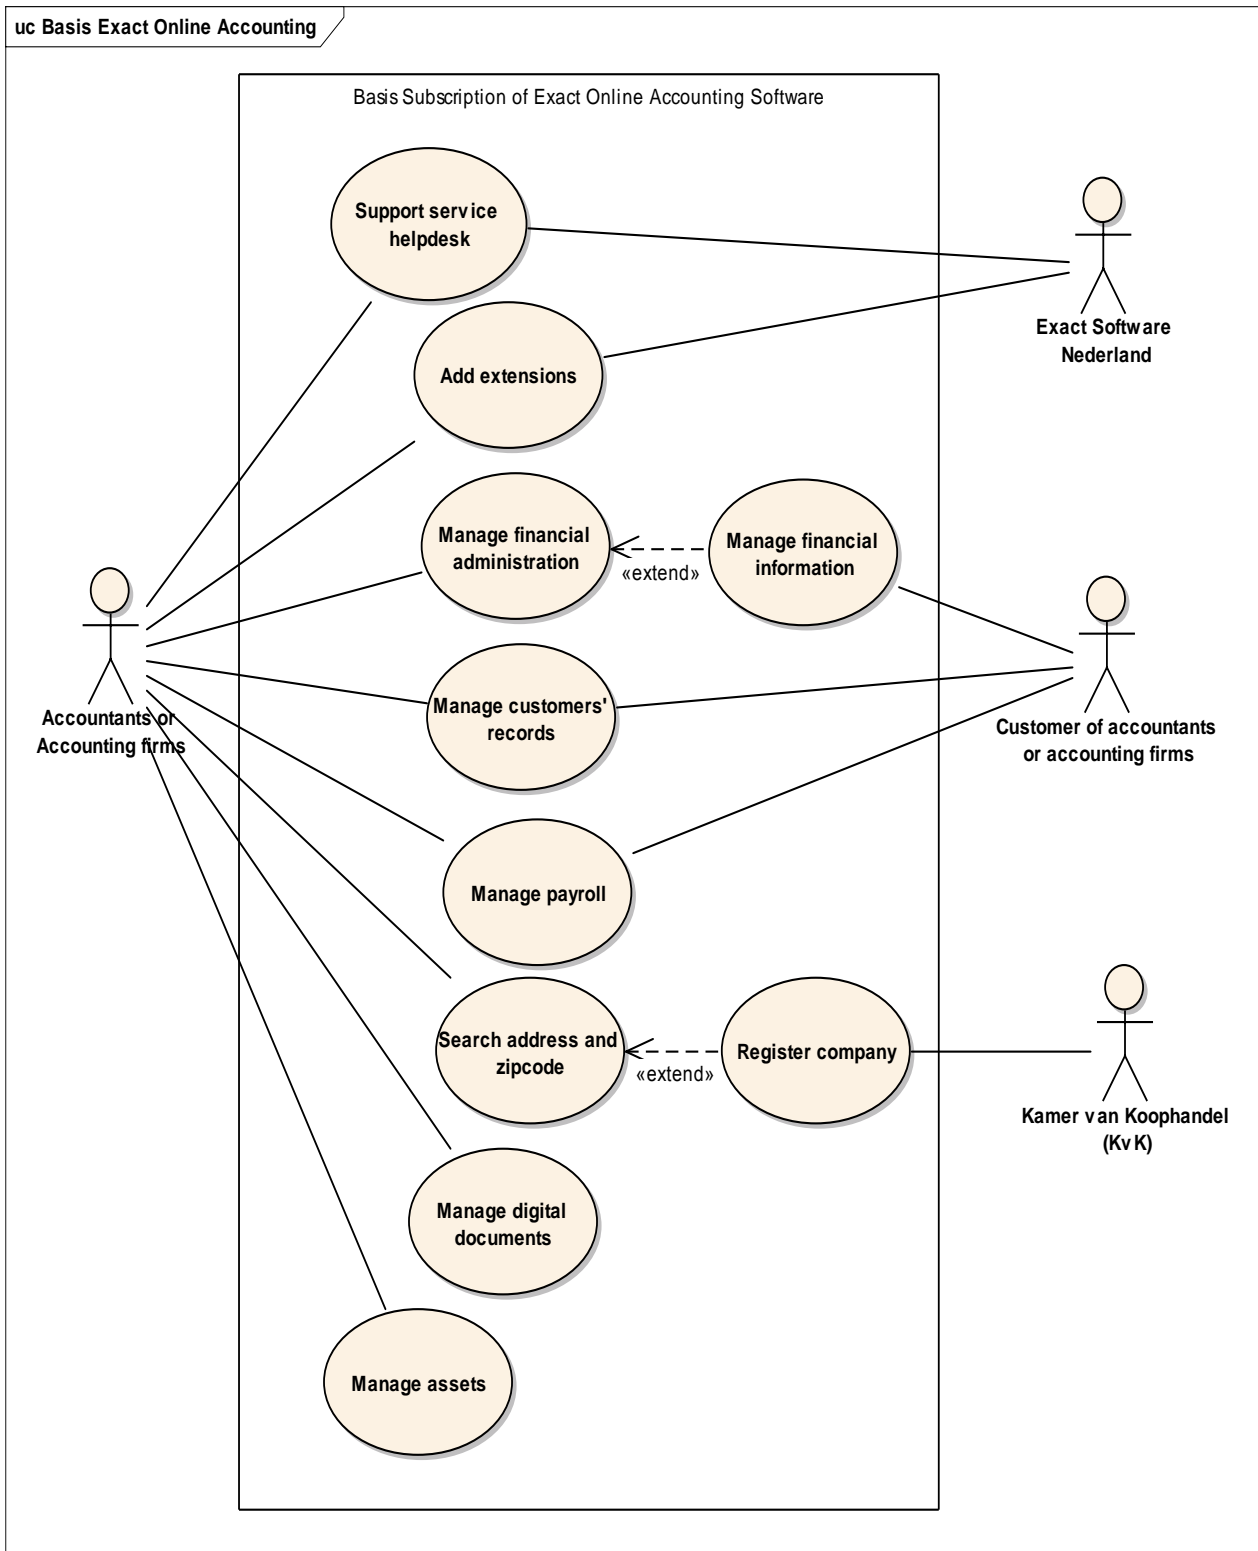 uc Basis Exact Online Accounting
Basis Subscription of Exact Online Accounting Software
Support service
helpdesk
Exact Software
Nederland
Add extensions
Manage financial
administration
«extend»
Manage financial
information
Accountants or
Accounting firms
Manage customers'
records
Customer of accountants
or accounting firms
Manage payroll
Search address and
zipcode
«extend»
Register company
Kamer van Koophandel
(KvK)
Manage digital
documents
Manage assets